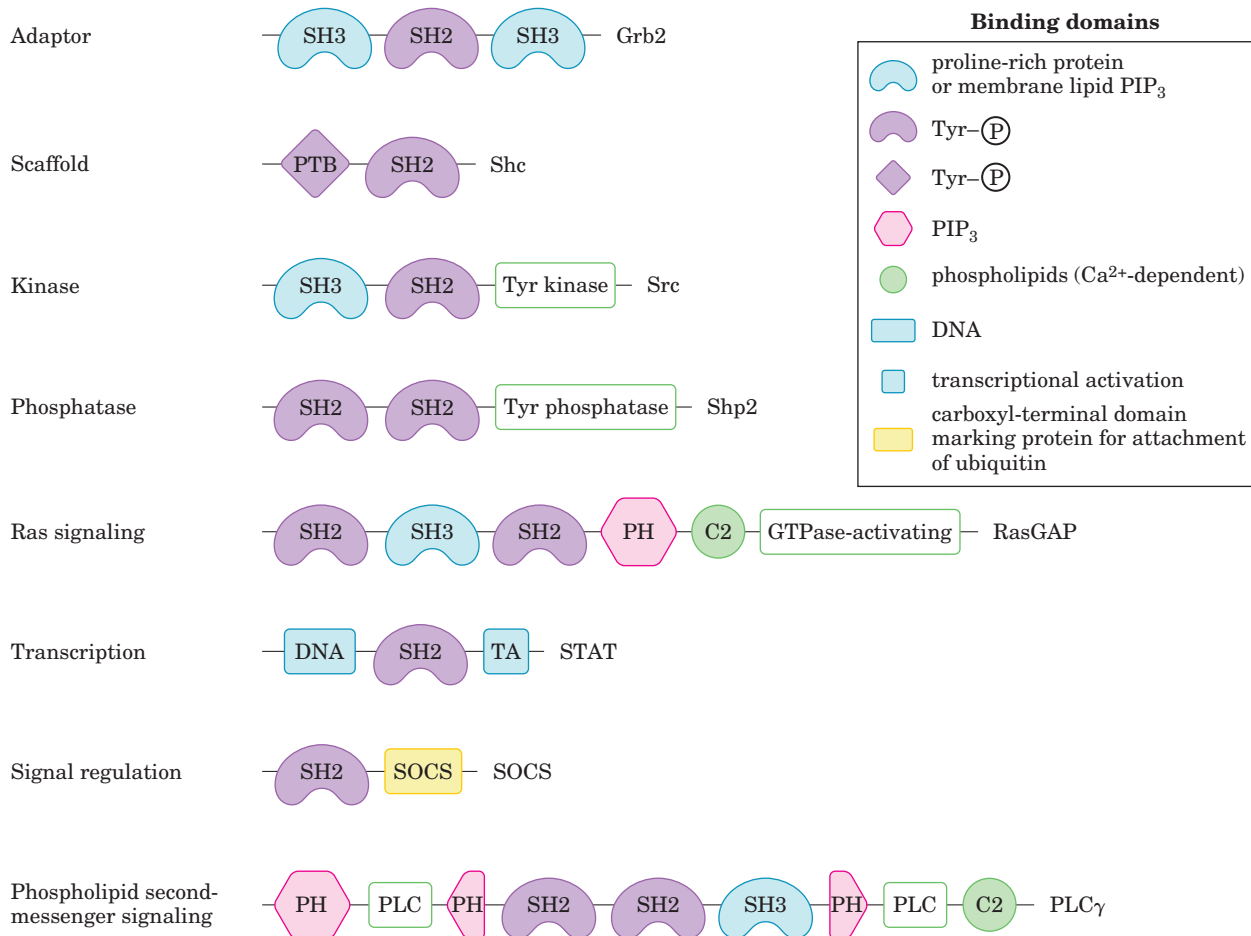 Adaptor
SH3 SH2 SH3 Grb2
Scaffold
PTB SH2 Shc
Kinase
SH3 SH2 Tyr kinase Src
Phosphatase
SH2 SH2 Tyr phosphatase Shp2
Ras signaling
SH2 SH3 SH2 PH C2 GTPase-activating RasGAP
Transcription
DNA SH2 TA STAT
Signal regulation
SH2 SOCS SOCS
Phospholipid second-
messenger signaling
PH PLC PH SH2 SH2 SH3 PH PLC C2 PLCγ
Binding domains
proline-rich protein
or membrane lipid PIP₃
Tyr–Ⓟ
Tyr–Ⓟ
PIP₃
phospholipids (Ca²⁺-dependent)
DNA
transcriptional activation
carboxyl-terminal domain
marking protein for attachment
of ubiquitin